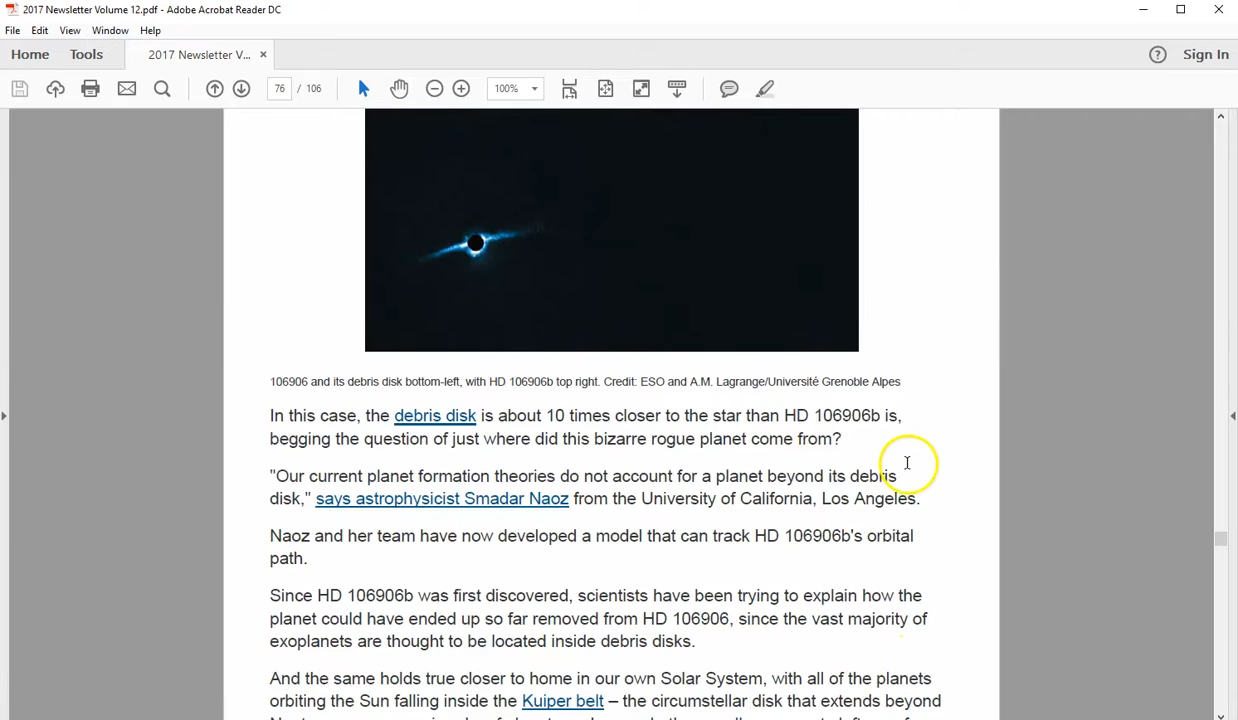 2017 Newsletter Volume 12.pdf - Adobe Acrobat Reader DC
File Edit View Window Help
Home Tools 2017 Newsletter V... × Sign In
76 / 106 100%
106906 and its debris disk bottom-left, with HD 106906b top right. Credit: ESO and A.M. Lagrange/Université Grenoble Alpes
In this case, the debris disk is about 10 times closer to the star than HD 106906b is,
begging the question of just where did this bizarre rogue planet come from?
"Our current planet formation theories do not account for a planet beyond its debris
disk," says astrophysicist Smadar Naoz from the University of California, Los Angeles.
Naoz and her team have now developed a model that can track HD 106906b's orbital
path.
Since HD 106906b was first discovered, scientists have been trying to explain how the
planet could have ended up so far removed from HD 106906, since the vast majority of
exoplanets are thought to be located inside debris disks.
And the same holds true closer to home in our own Solar System, with all of the planets
orbiting the Sun falling inside the Kuiper belt – the circumstellar disk that extends beyond